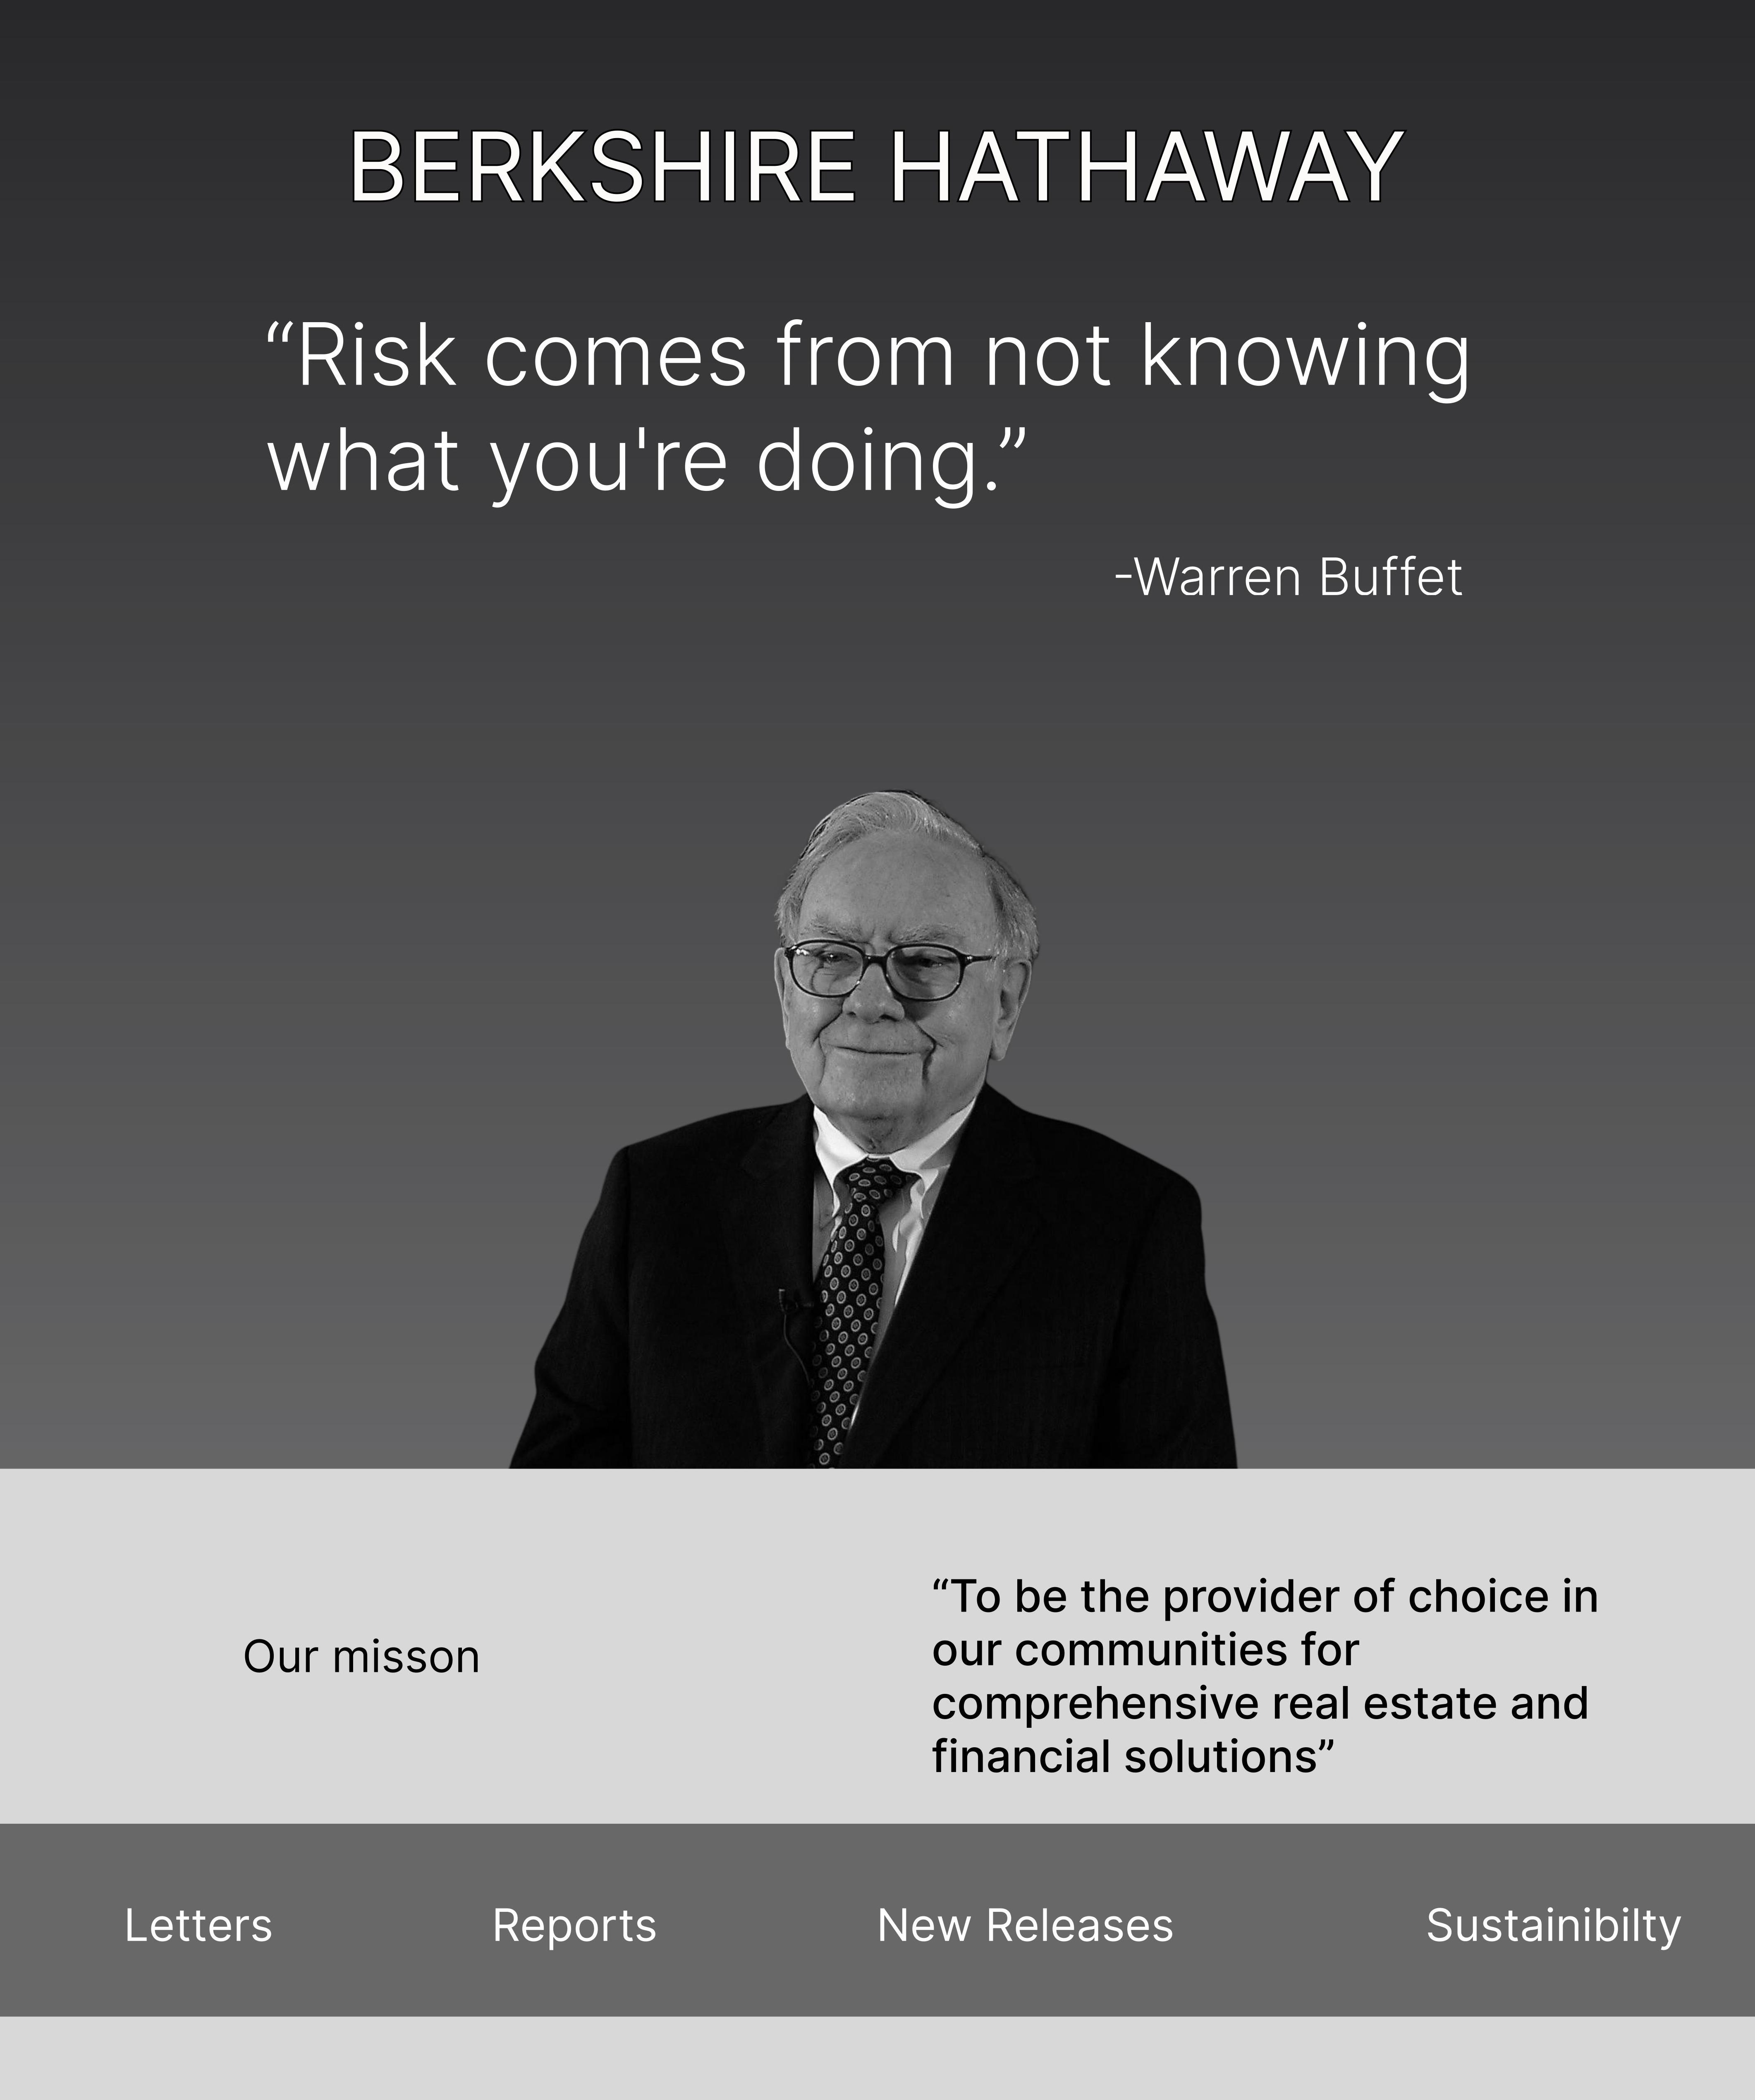 BERKSHIRE HATHAWAY
“Risk comes from not knowing
what you're doing.”
-Warren Buffet
Our misson
“To be the provider of choice in
our communities for
comprehensive real estate and
financial solutions”
Letters
Reports
New Releases
Sustainibilty